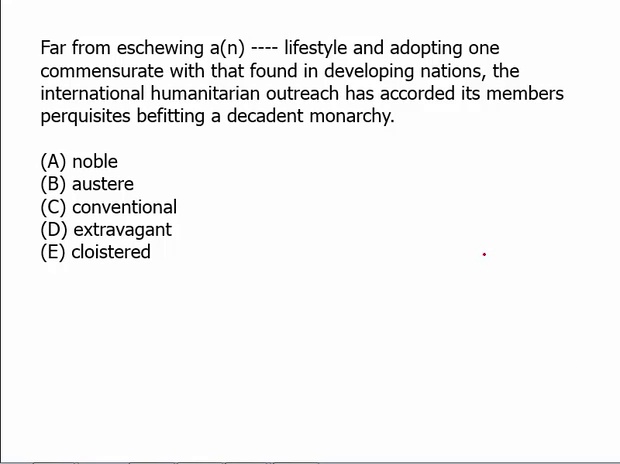 Far from eschewing a(n) ---- lifestyle and adopting one
commensurate with that found in developing nations, the
international humanitarian outreach has accorded its members
perquisites befitting a decadent monarchy.
(A) noble
(B) austere
(C) conventional
(D) extravagant
(E) cloistered